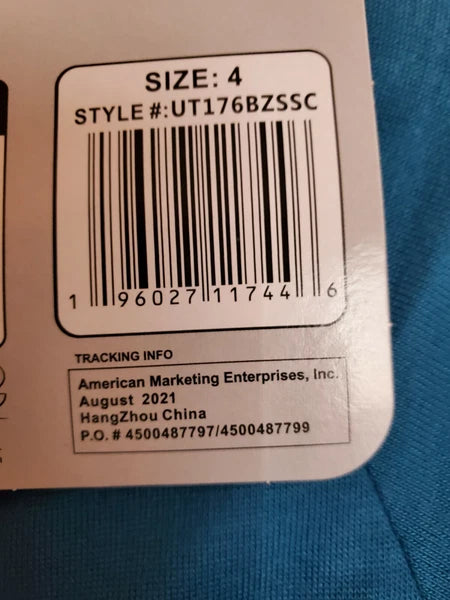 SIZE: 4
STYLE #:UT176BZSSC
1 96027 11744 6
TRACKING INFO
American Marketing Enterprises, Inc.
August 2021
HangZhou China
P.O. # 4500487797/4500487799